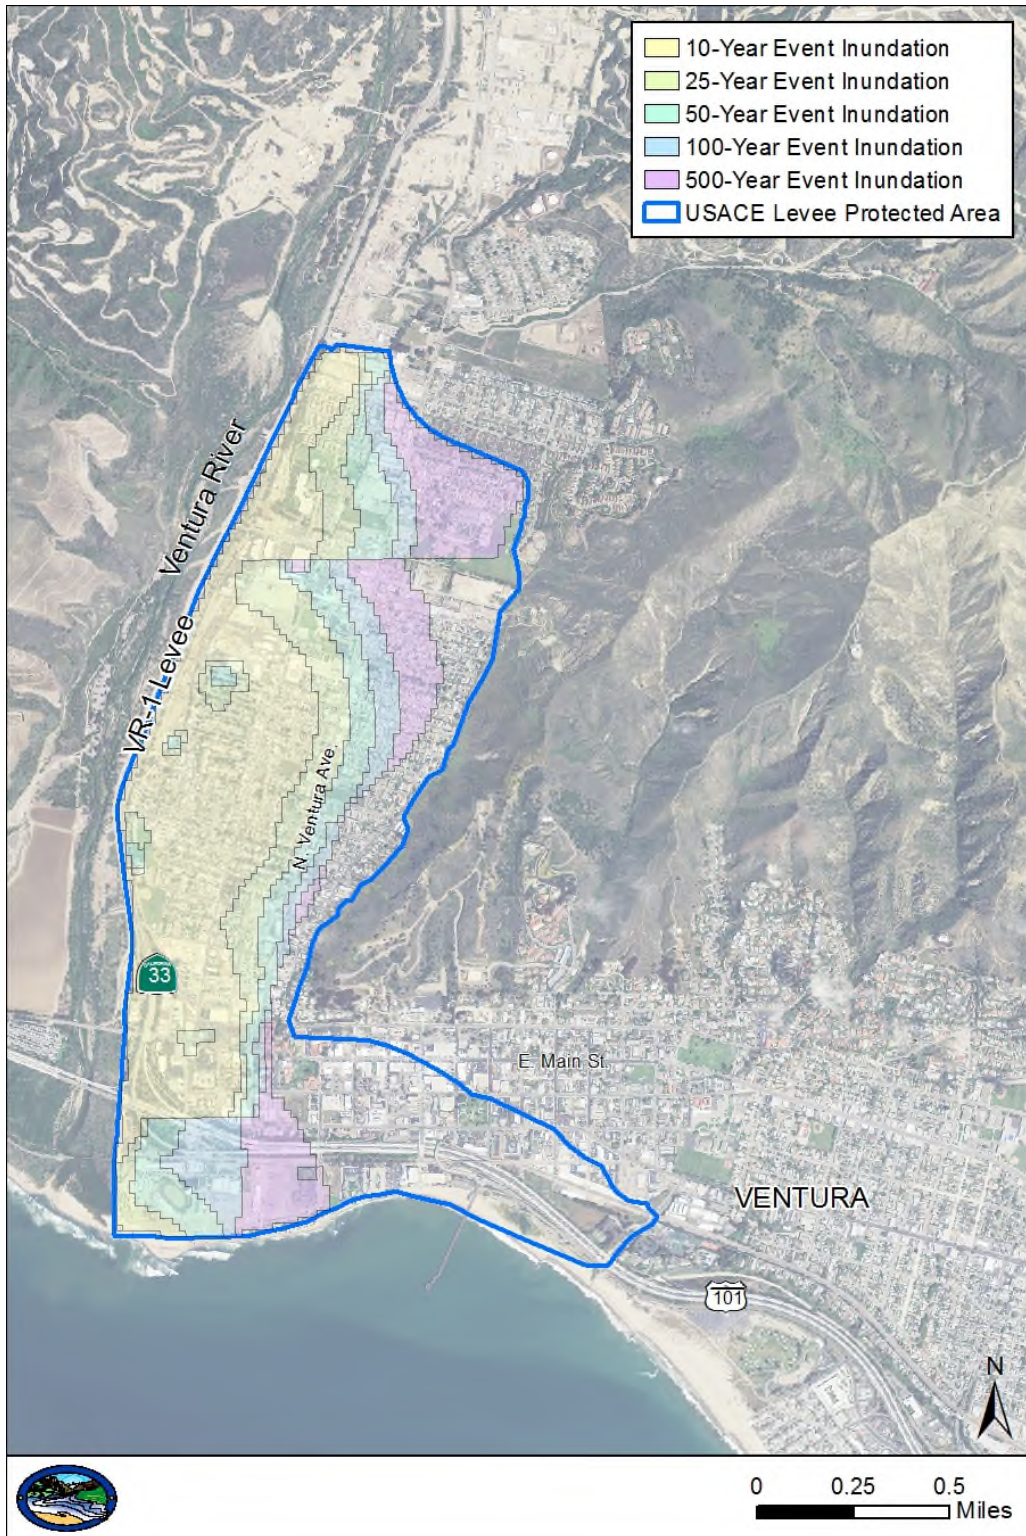 10-Year Event Inundation
25-Year Event Inundation
50-Year Event Inundation
100-Year Event Inundation
500-Year Event Inundation
USACE Levee Protected Area
Ventura River
VR-1 Levee
N. Ventura Ave.
CALIFORNIA
33
E. Main St.
VENTURA
101
N
0 0.25 0.5
Miles